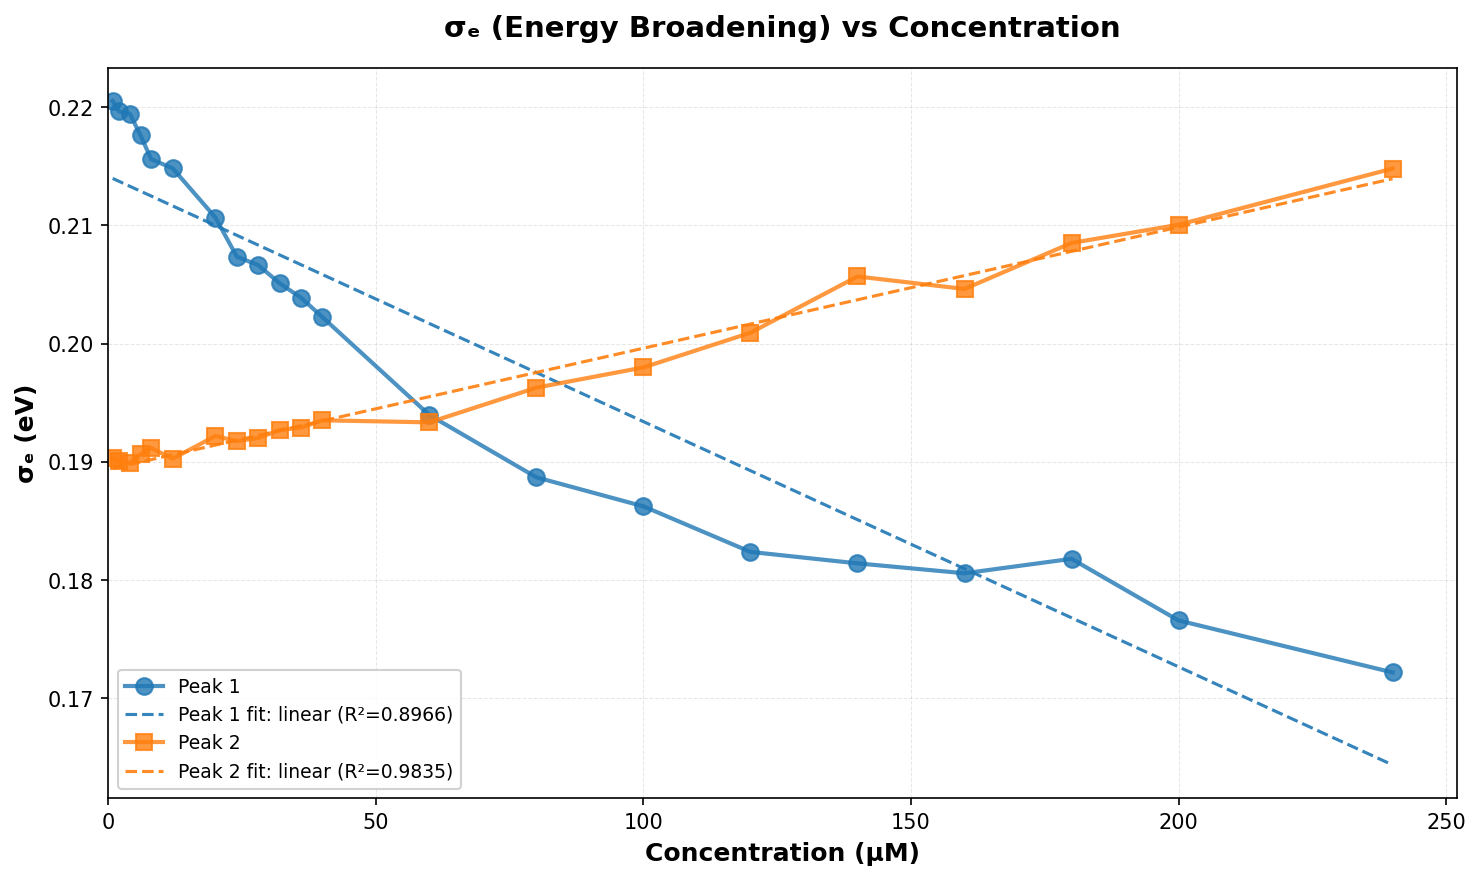 σₑ (Energy Broadening) vs Concentration
σₑ (eV)
0.22
0.21
0.20
0.19
0.18
0.17
Peak 1
Peak 1 fit: linear (R²=0.8966)
Peak 2
Peak 2 fit: linear (R²=0.9835)
0 50 100 150 200 250
Concentration (μM)